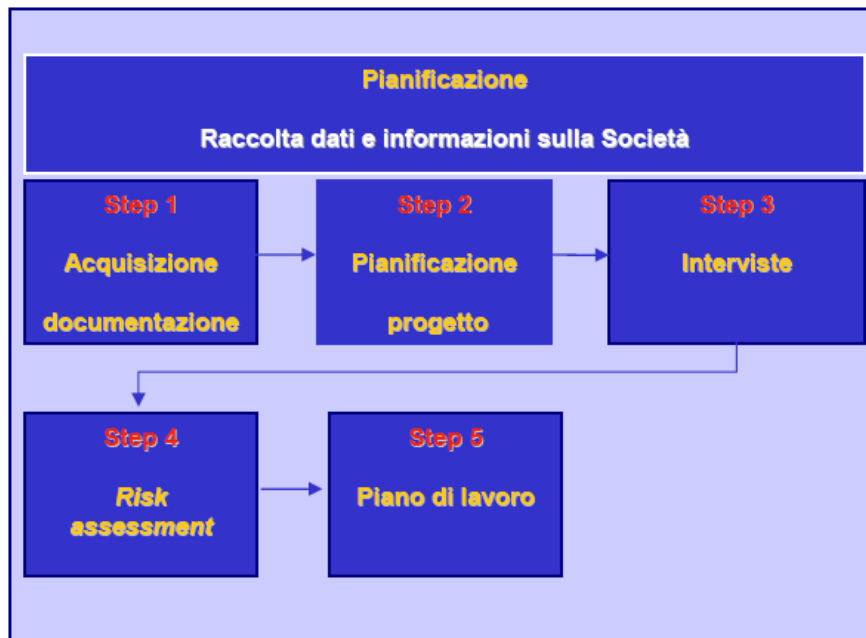 Pianificazione
Raccolta dati e informazioni sulla Società
Step 1
Acquisizione
documentazione
Step 2
Pianificazione
progetto
Step 3
Interviste
Step 4
Risk
assessment
Step 5
Piano di lavoro